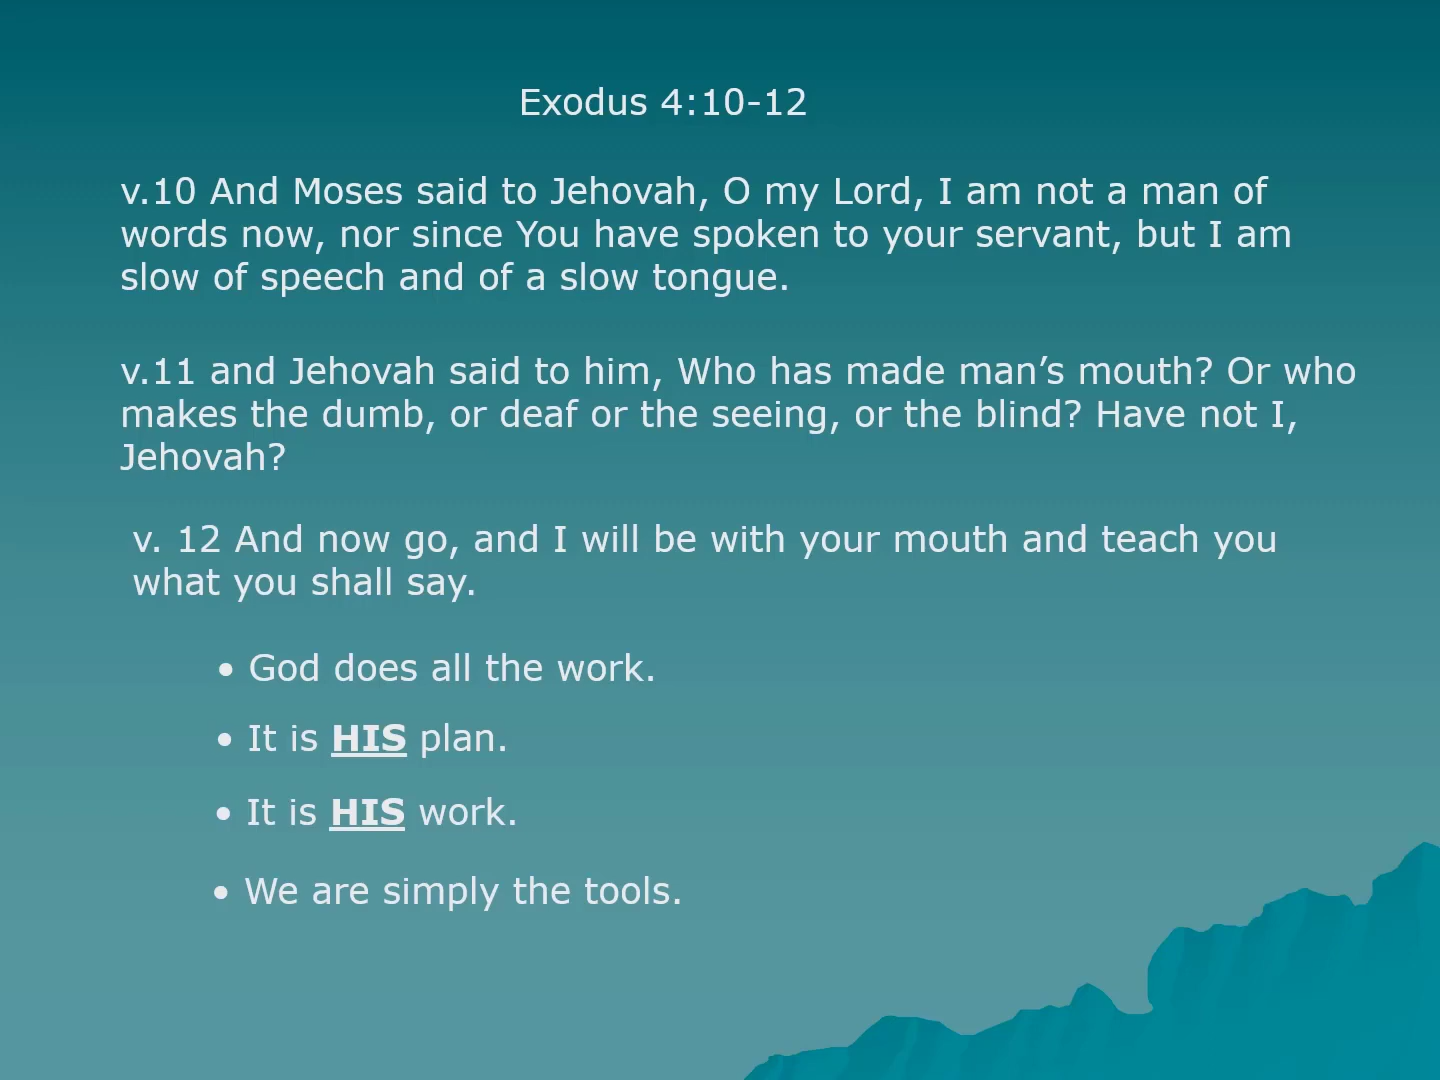 Exodus 4:10-12
v.10 And Moses said to Jehovah, O my Lord, I am not a man of
words now, nor since You have spoken to your servant, but I am
slow of speech and of a slow tongue.
v.11 and Jehovah said to him, Who has made man’s mouth? Or who
makes the dumb, or deaf or the seeing, or the blind? Have not I,
Jehovah?
v. 12 And now go, and I will be with your mouth and teach you
what you shall say.
• God does all the work.
• It is HIS plan.
• It is HIS work.
• We are simply the tools.